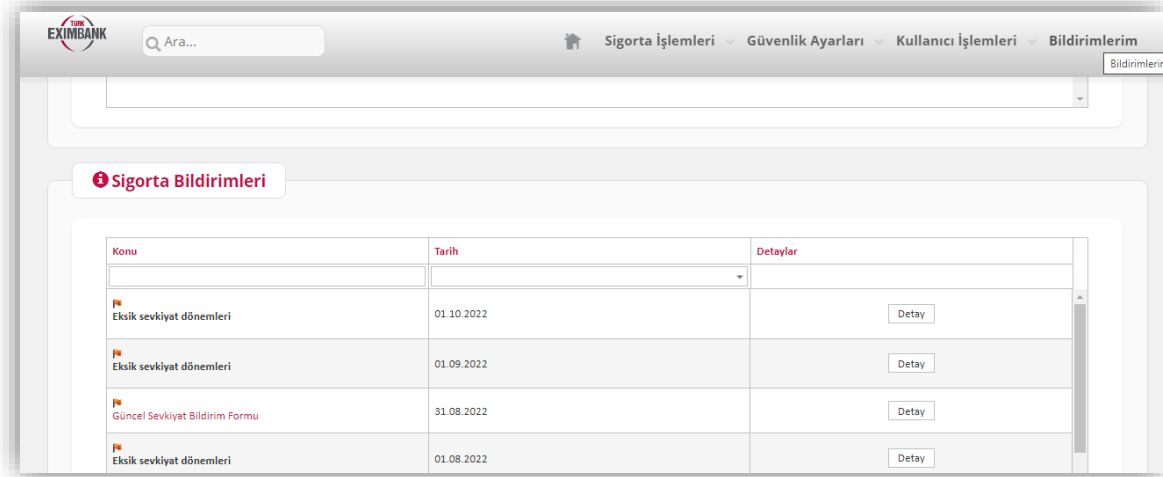 TURK
EXIMBANK
Ara...
Sigorta İşlemleri
Güvenlik Ayarları
Kullanıcı İşlemleri
Bildirimlerim
Sigorta Bildirimleri
Konu Tarih Detaylar
Eksik sevkiyat dönemleri 01.10.2022 Detay
Eksik sevkiyat dönemleri 01.09.2022 Detay
Güncel Sevkiyat Bildirim Formu 31.08.2022 Detay
Eksik sevkiyat dönemleri 01.08.2022 Detay